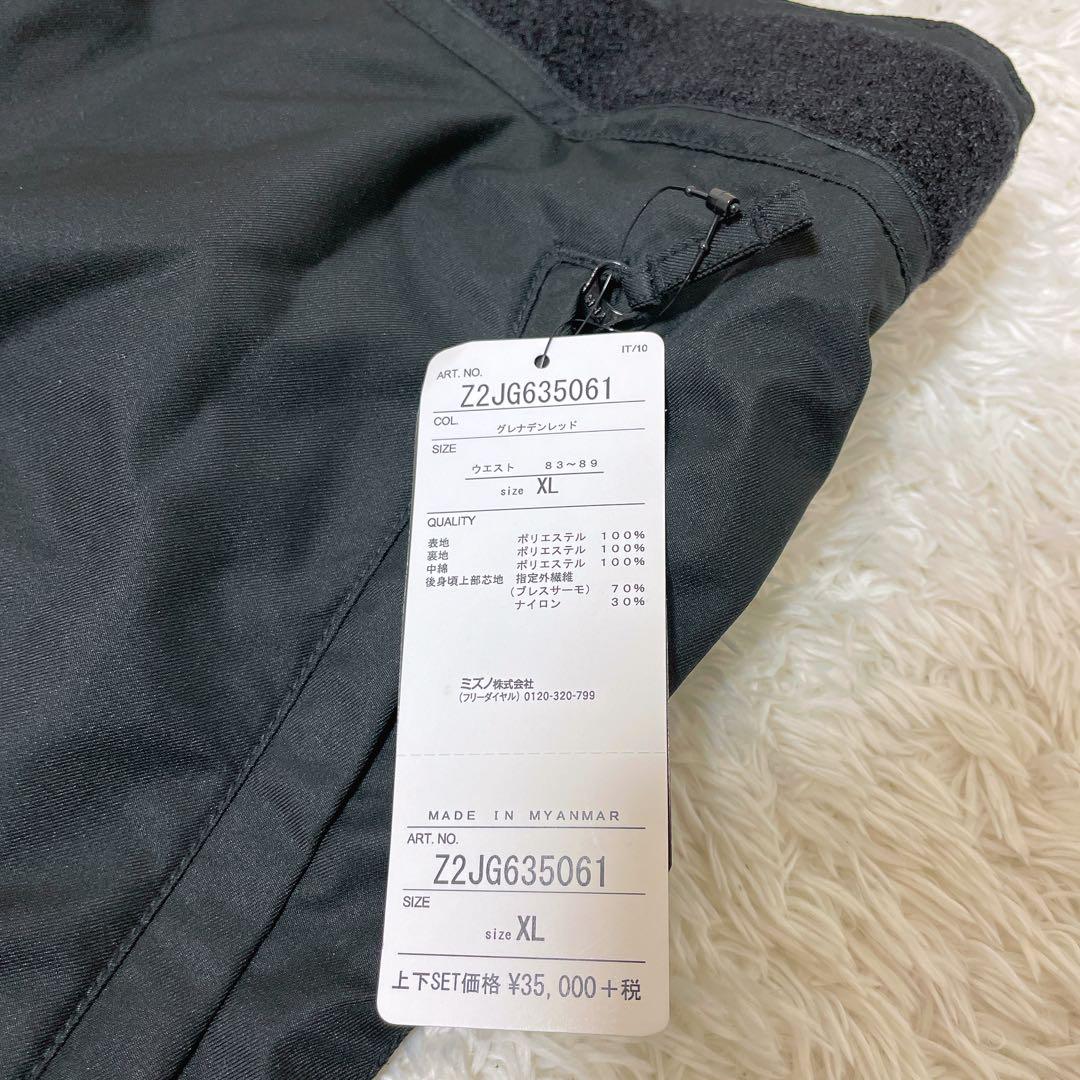 IT/10
ART. NO.
Z2JG635061
COL.
グレナデンレッド
SIZE
ウエスト 83～89
size XL
QUALITY
表地 ポリエステル 100%
裏地 ポリエステル 100%
中綿 ポリエステル 100%
後身頃上部芯地 指定外繊維
(ブレスサーモ) 70%
ナイロン 30%
ミズノ株式会社
(フリーダイヤル) 0120-320-799
MADE IN MYANMAR
ART. NO.
Z2JG635061
SIZE
size XL
上下SET価格 ¥35,000+税